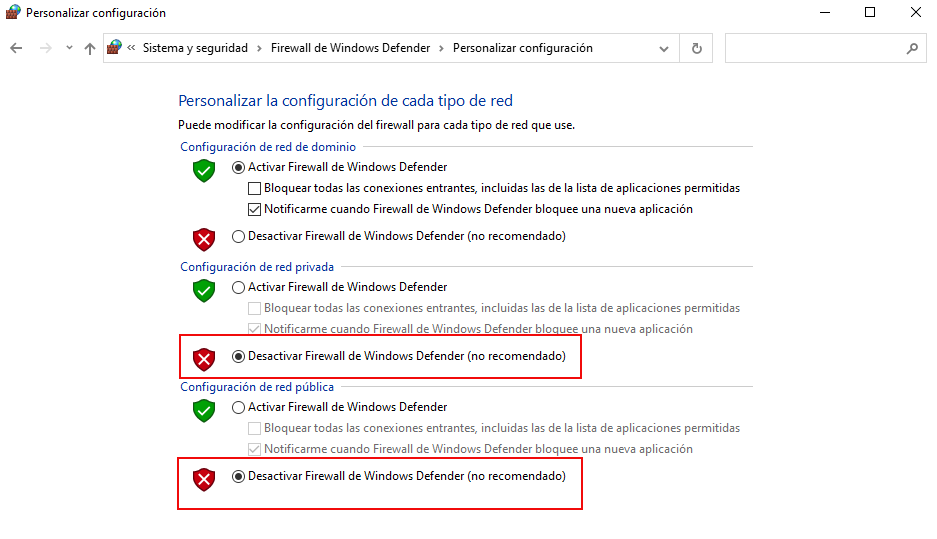 Personalizar configuración
« Sistema y seguridad > Firewall de Windows Defender > Personalizar configuración
Personalizar la configuración de cada tipo de red
Puede modificar la configuración del firewall para cada tipo de red que use.
Configuración de red de dominio
Activar Firewall de Windows Defender
Bloquear todas las conexiones entrantes, incluidas las de la lista de aplicaciones permitidas
Notificarme cuando Firewall de Windows Defender bloquee una nueva aplicación
Desactivar Firewall de Windows Defender (no recomendado)
Configuración de red privada
Activar Firewall de Windows Defender
Bloquear todas las conexiones entrantes, incluidas las de la lista de aplicaciones permitidas
Notificarme cuando Firewall de Windows Defender bloquee una nueva aplicación
Desactivar Firewall de Windows Defender (no recomendado)
Configuración de red pública
Activar Firewall de Windows Defender
Bloquear todas las conexiones entrantes, incluidas las de la lista de aplicaciones permitidas
Notificarme cuando Firewall de Windows Defender bloquee una nueva aplicación
Desactivar Firewall de Windows Defender (no recomendado)